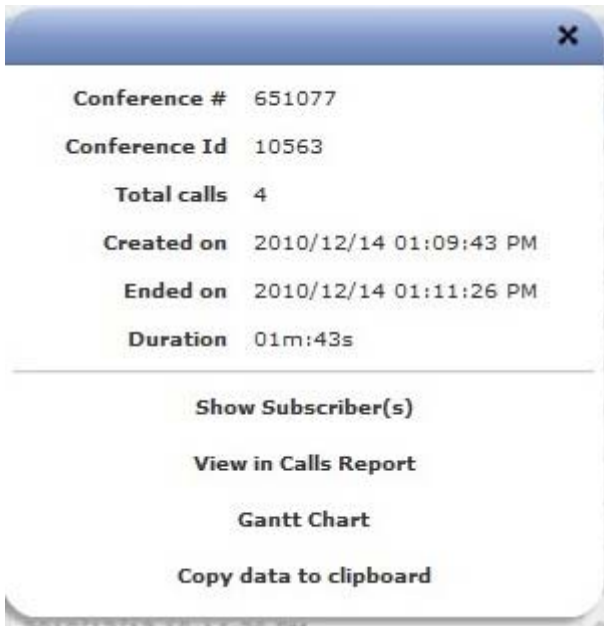 Conference # 651077
Conference Id 10563
Total calls 4
Created on 2010/12/14 01:09:43 PM
Ended on 2010/12/14 01:11:26 PM
Duration 01m:43s
Show Subscriber(s)
View in Calls Report
Gantt Chart
Copy data to clipboard